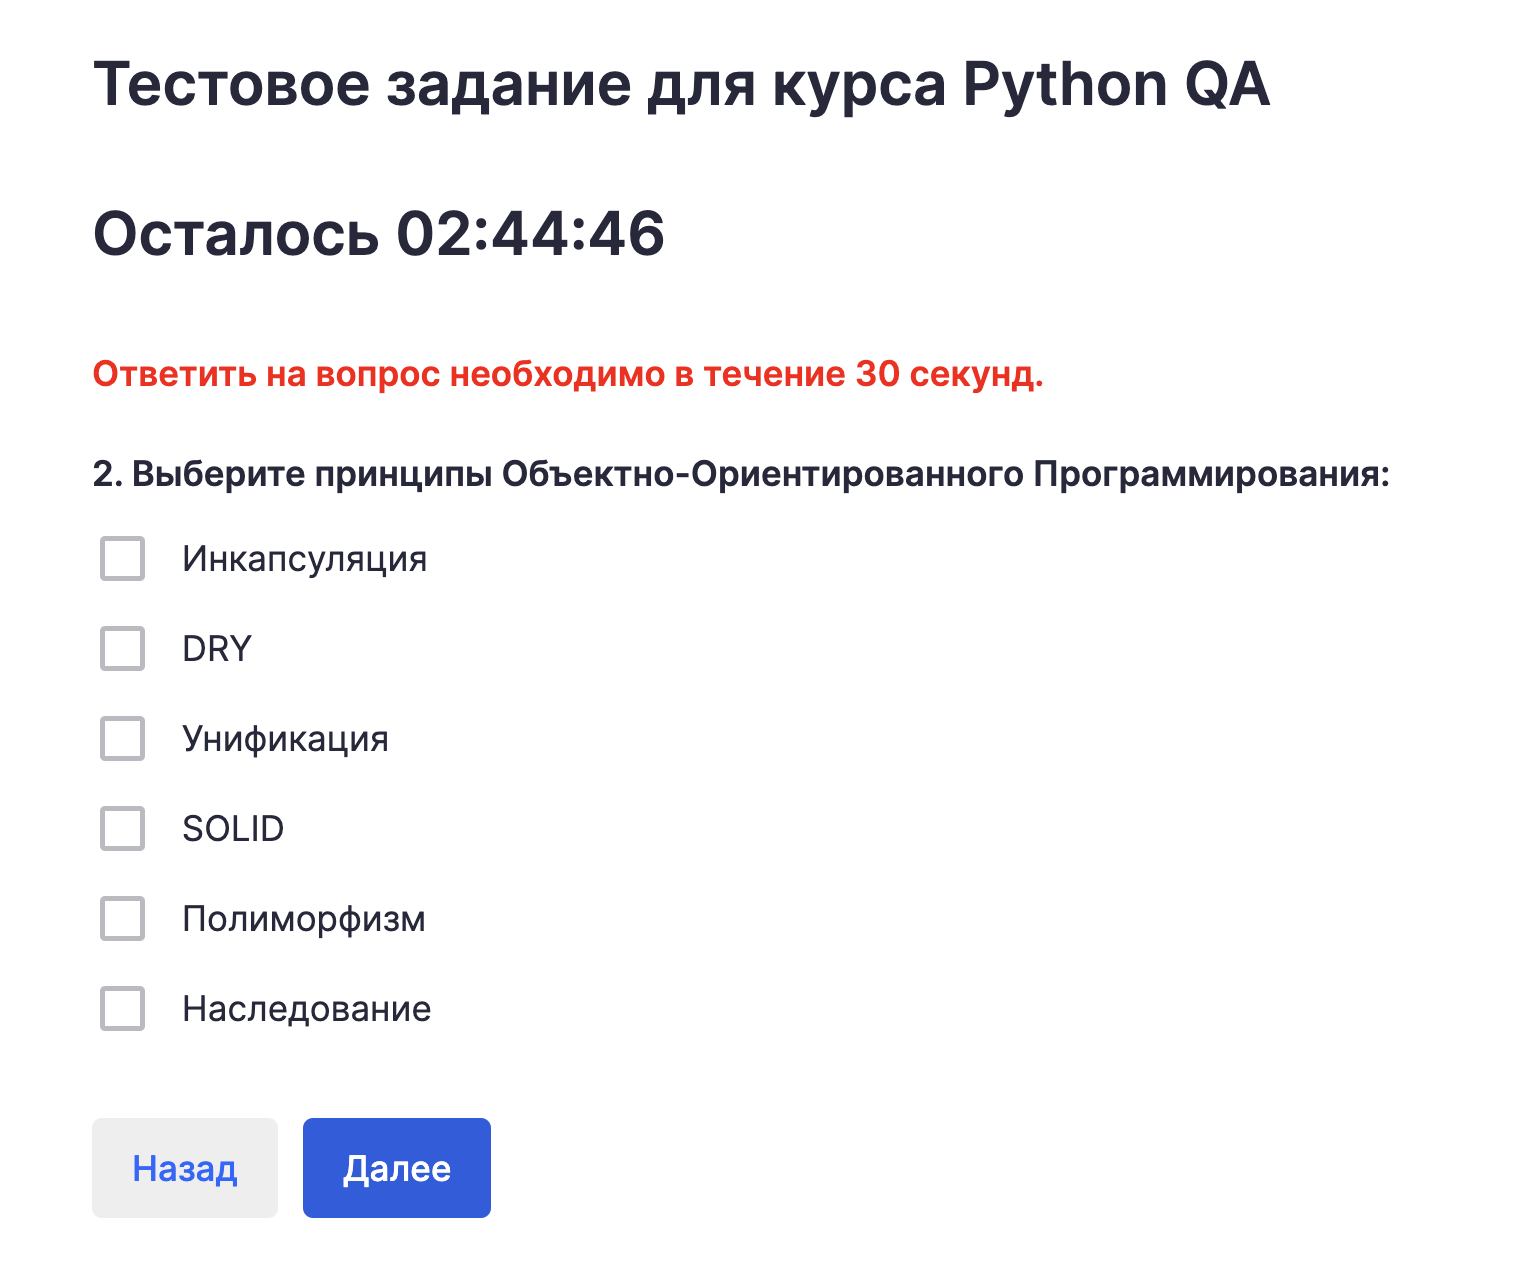 Тестовое задание для курса Python QA
Осталось 02:44:46
Ответить на вопрос необходимо в течение 30 секунд.
2. Выберите принципы Объектно-Ориентированного Программирования:
Инкапсуляция
DRY
Унификация
SOLID
Полиморфизм
Наследование
Назад Далее